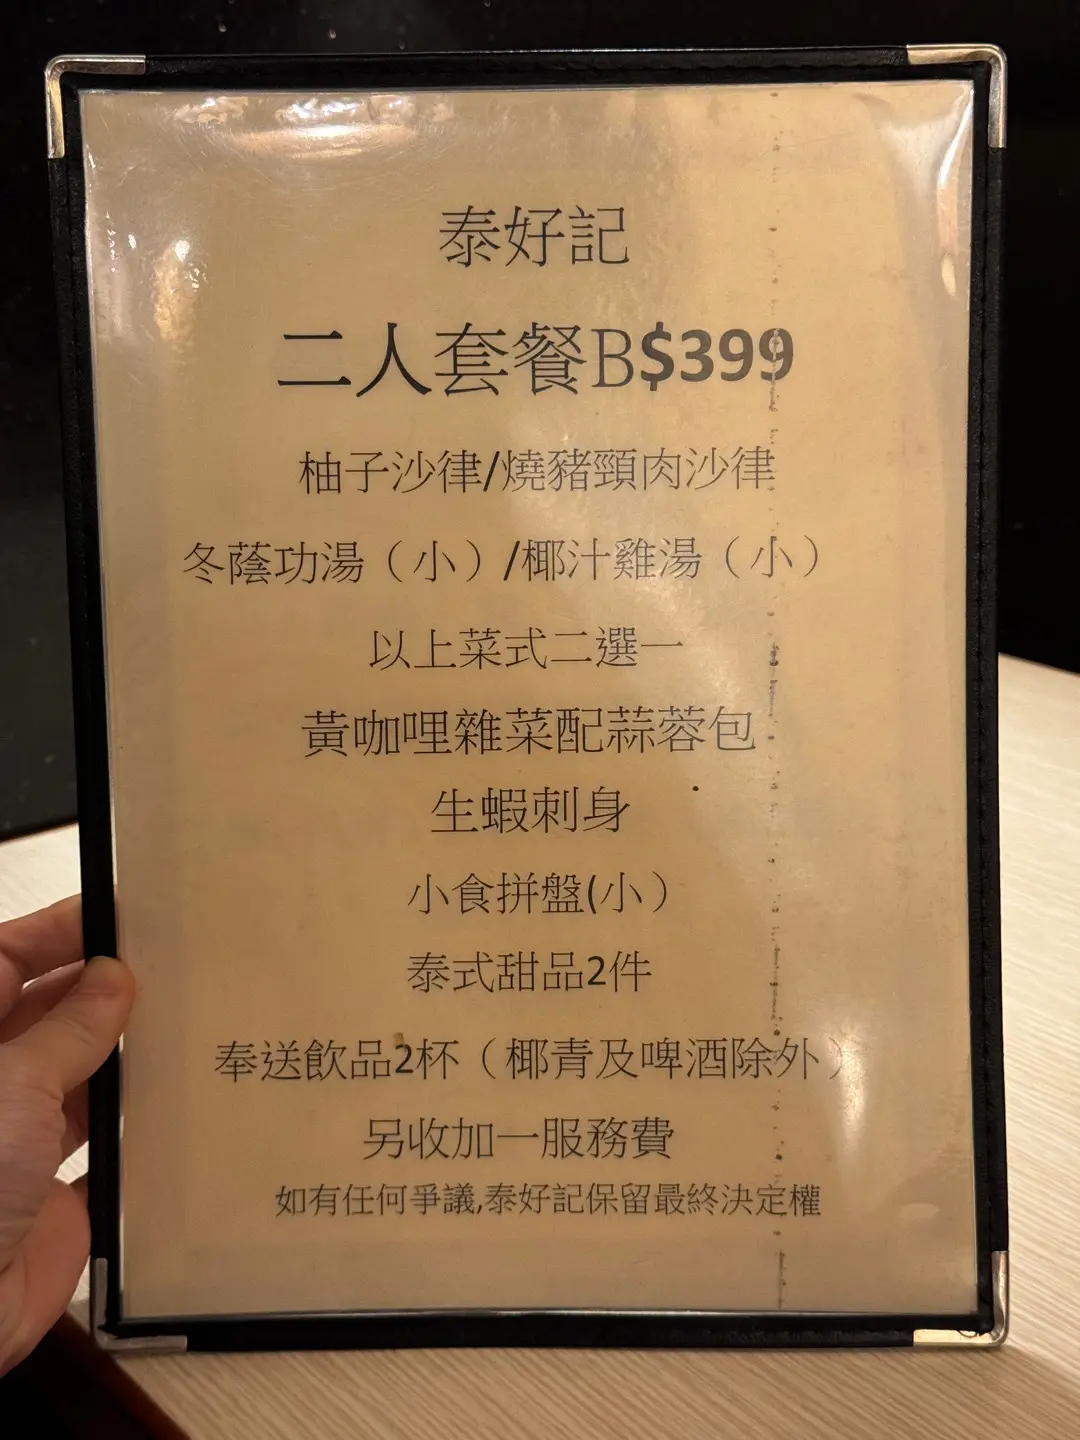 泰好記
二人套餐B$399
柚子沙律/燒豬頸肉沙律
冬蔭功湯（小）/椰汁雞湯（小）
以上菜式二選一
黃咖哩雜菜配蒜蓉包
生蝦刺身
小食拼盤(小）
泰式甜品2件
奉送飲品2杯（椰青及啤酒除外）
另收加一服務費
如有任何爭議,泰好記保留最終決定權